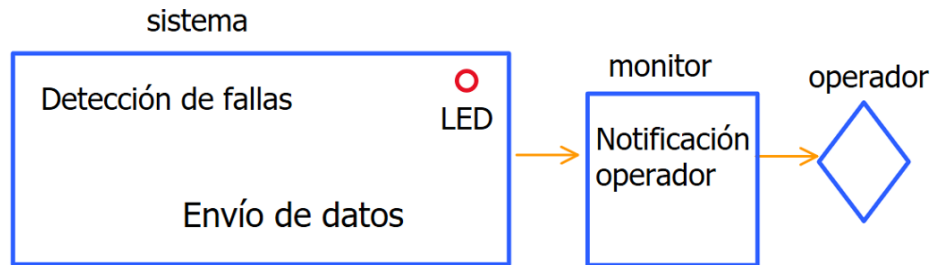 sistema
Detección de fallas
LED
Envío de datos
monitor
Notificación
operador
operador